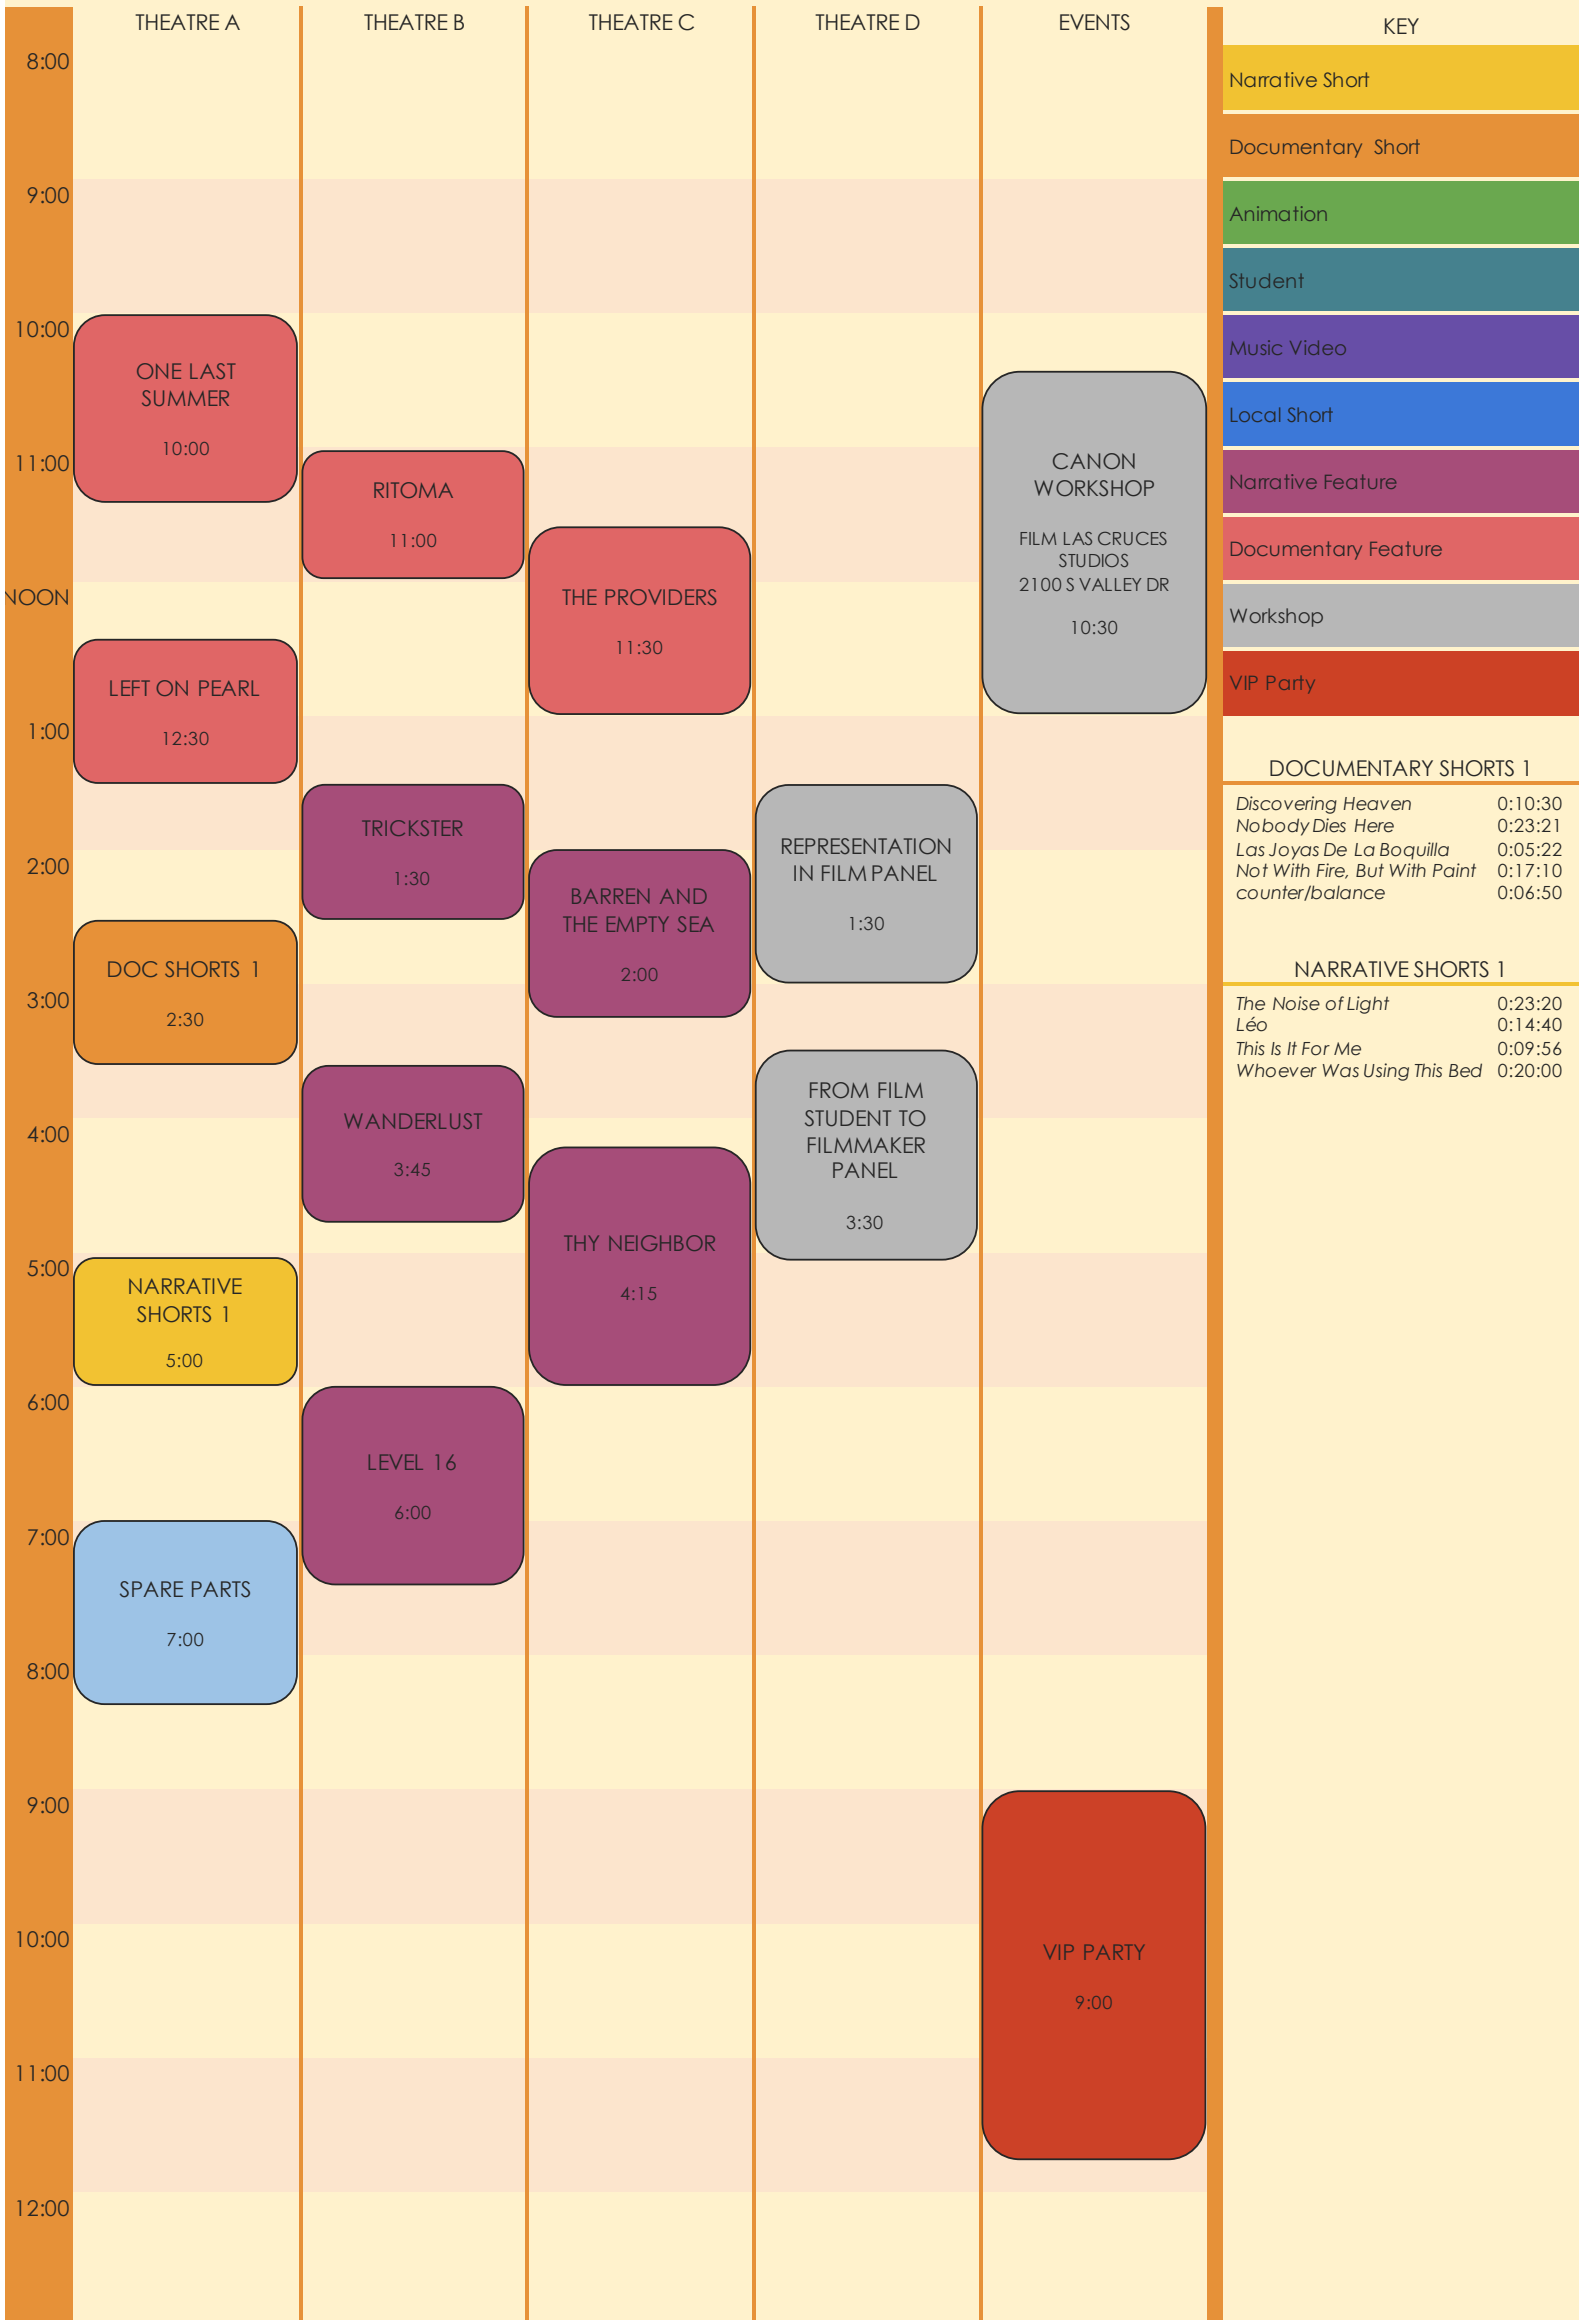 THEATRE A
THEATRE B
THEATRE C
THEATRE D
EVENTS
KEY
8:00
9:00
10:00
11:00
NOON
1:00
2:00
3:00
4:00
5:00
6:00
7:00
8:00
9:00
10:00
11:00
12:00
ONE LAST
SUMMER
10:00
LEFT ON PEARL
12:30
DOC SHORTS 1
2:30
NARRATIVE
SHORTS 1
5:00
SPARE PARTS
7:00
RITOMA
11:00
TRICKSTER
1:30
WANDERLUST
3:45
LEVEL 16
6:00
THE PROVIDERS
11:30
BARREN AND
THE EMPTY SEA
2:00
THY NEIGHBOR
4:15
REPRESENTATION
IN FILM PANEL
1:30
FROM FILM
STUDENT TO
FILMMAKER
PANEL
3:30
CANON
WORKSHOP
FILM LAS CRUCES
STUDIOS
2100 S VALLEY DR
10:30
VIP PARTY
9:00
Narrative Short
Documentary Short
Animation
Student
Music Video
Local Short
Narrative Feature
Documentary Feature
Workshop
VIP Party
DOCUMENTARY SHORTS 1
Discovering Heaven 0:10:30
Nobody Dies Here 0:23:21
Las Joyas De La Boquilla 0:05:22
Not With Fire, But With Paint 0:17:10
counter/balance 0:06:50
NARRATIVE SHORTS 1
The Noise of Light 0:23:20
Léo 0:14:40
This Is It For Me 0:09:56
Whoever Was Using This Bed 0:20:00